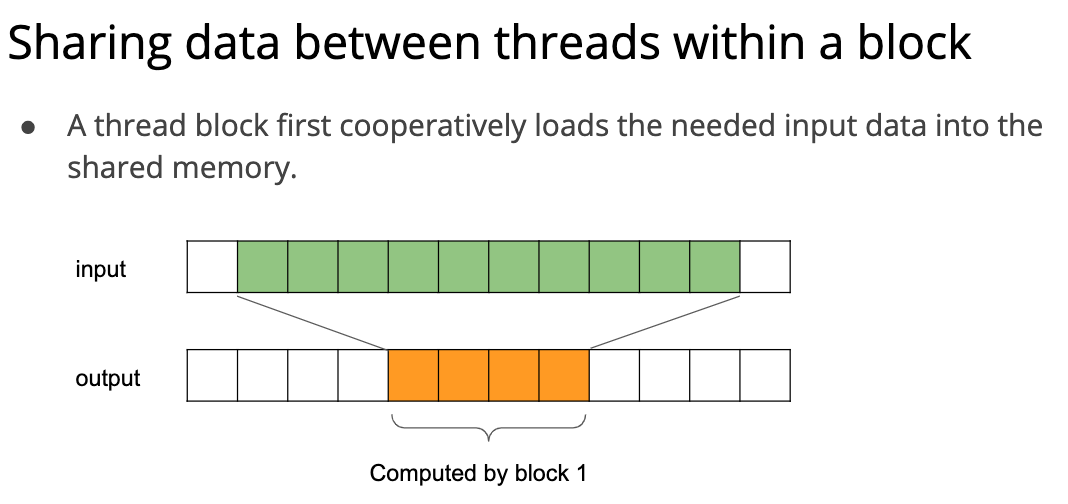 Sharing data between threads within a block
● A thread block first cooperatively loads the needed input data into the
shared memory.
input
output
Computed by block 1